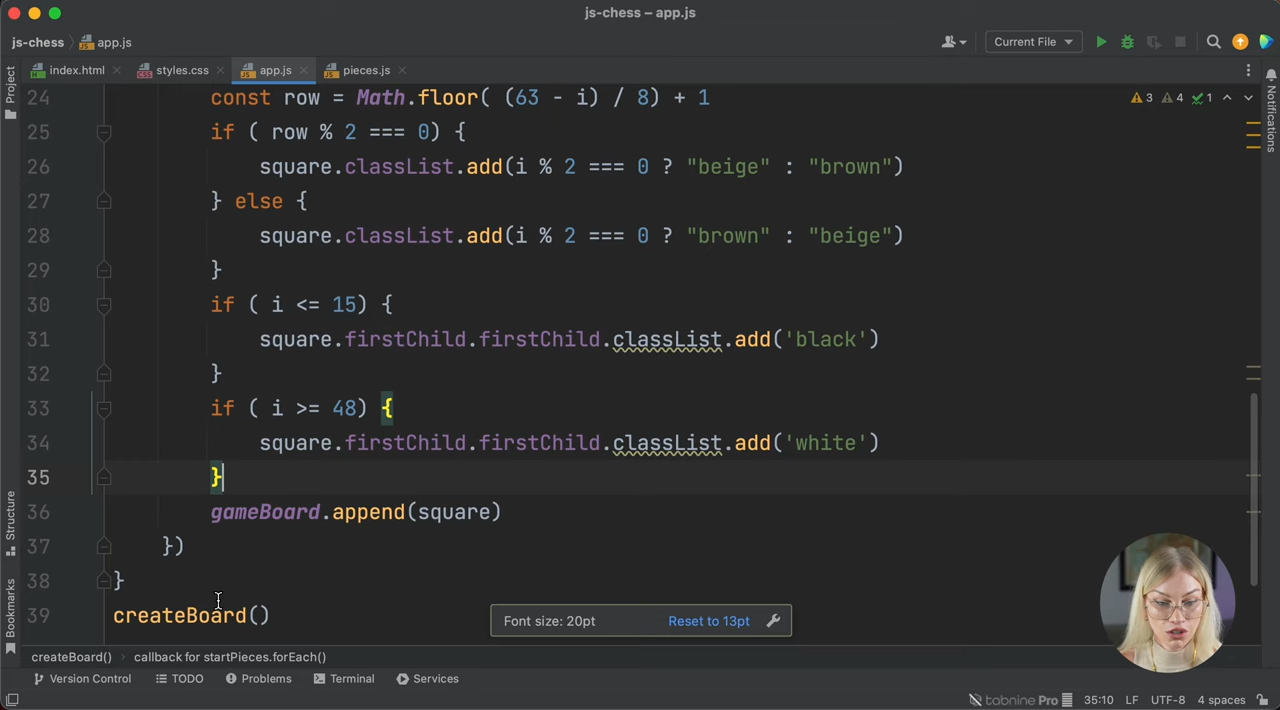 js-chess – app.js
js-chess
app.js
Current File
Project
index.html
styles.css
app.js
pieces.js
Notifications
3 4 1
24 const row = Math.floor( (63 - i) / 8) + 1
25 if ( row % 2 === 0) {
26 square.classList.add(i % 2 === 0 ? "beige" : "brown")
27 } else {
28 square.classList.add(i % 2 === 0 ? "brown" : "beige")
29 }
30 if ( i <= 15) {
31 square.firstChild.firstChild.classList.add('black')
32 }
33 if ( i >= 48) {
34 square.firstChild.firstChild.classList.add('white')
35 }
36 gameBoard.append(square)
37 })
38 }
39 createBoard()
Structure
Bookmarks
Font size: 20pt Reset to 13pt
createBoard() callback for startPieces.forEach()
Version Control TODO Problems Terminal Services
tabnine Pro 35:10 LF UTF-8 4 spaces